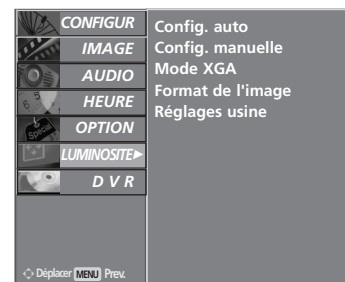 CONFIGUR
IMAGE
AUDIO
HEURE
Special
OPTION
LUMINOSITE
D V R
Déplacer MENU Prev.
Config. auto
Config. manuelle
Mode XGA
Format de l'image
Réglages usine